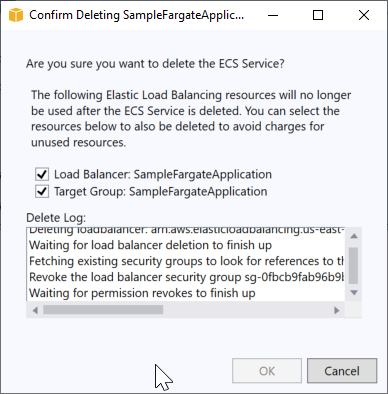 Confirm Deleting SampleFargateApplic...
Are you sure you want to delete the ECS Service?
The following Elastic Load Balancing resources will no longer
be used after the ECS Service is deleted. You can select the
resources below to also be deleted to avoid charges for
unused resources.
Load Balancer: SampleFargateApplication
Target Group: SampleFargateApplication
Delete Log:
Deleting loadbalancer: arn:aws:elasticloadbalancing:us-east-
Waiting for load balancer deletion to finish up
Fetching existing security groups to look for references to th
Revoke the load balancer security group sg-0fbcb9fab96b9b
Waiting for permission revokes to finish up
OK
Cancel